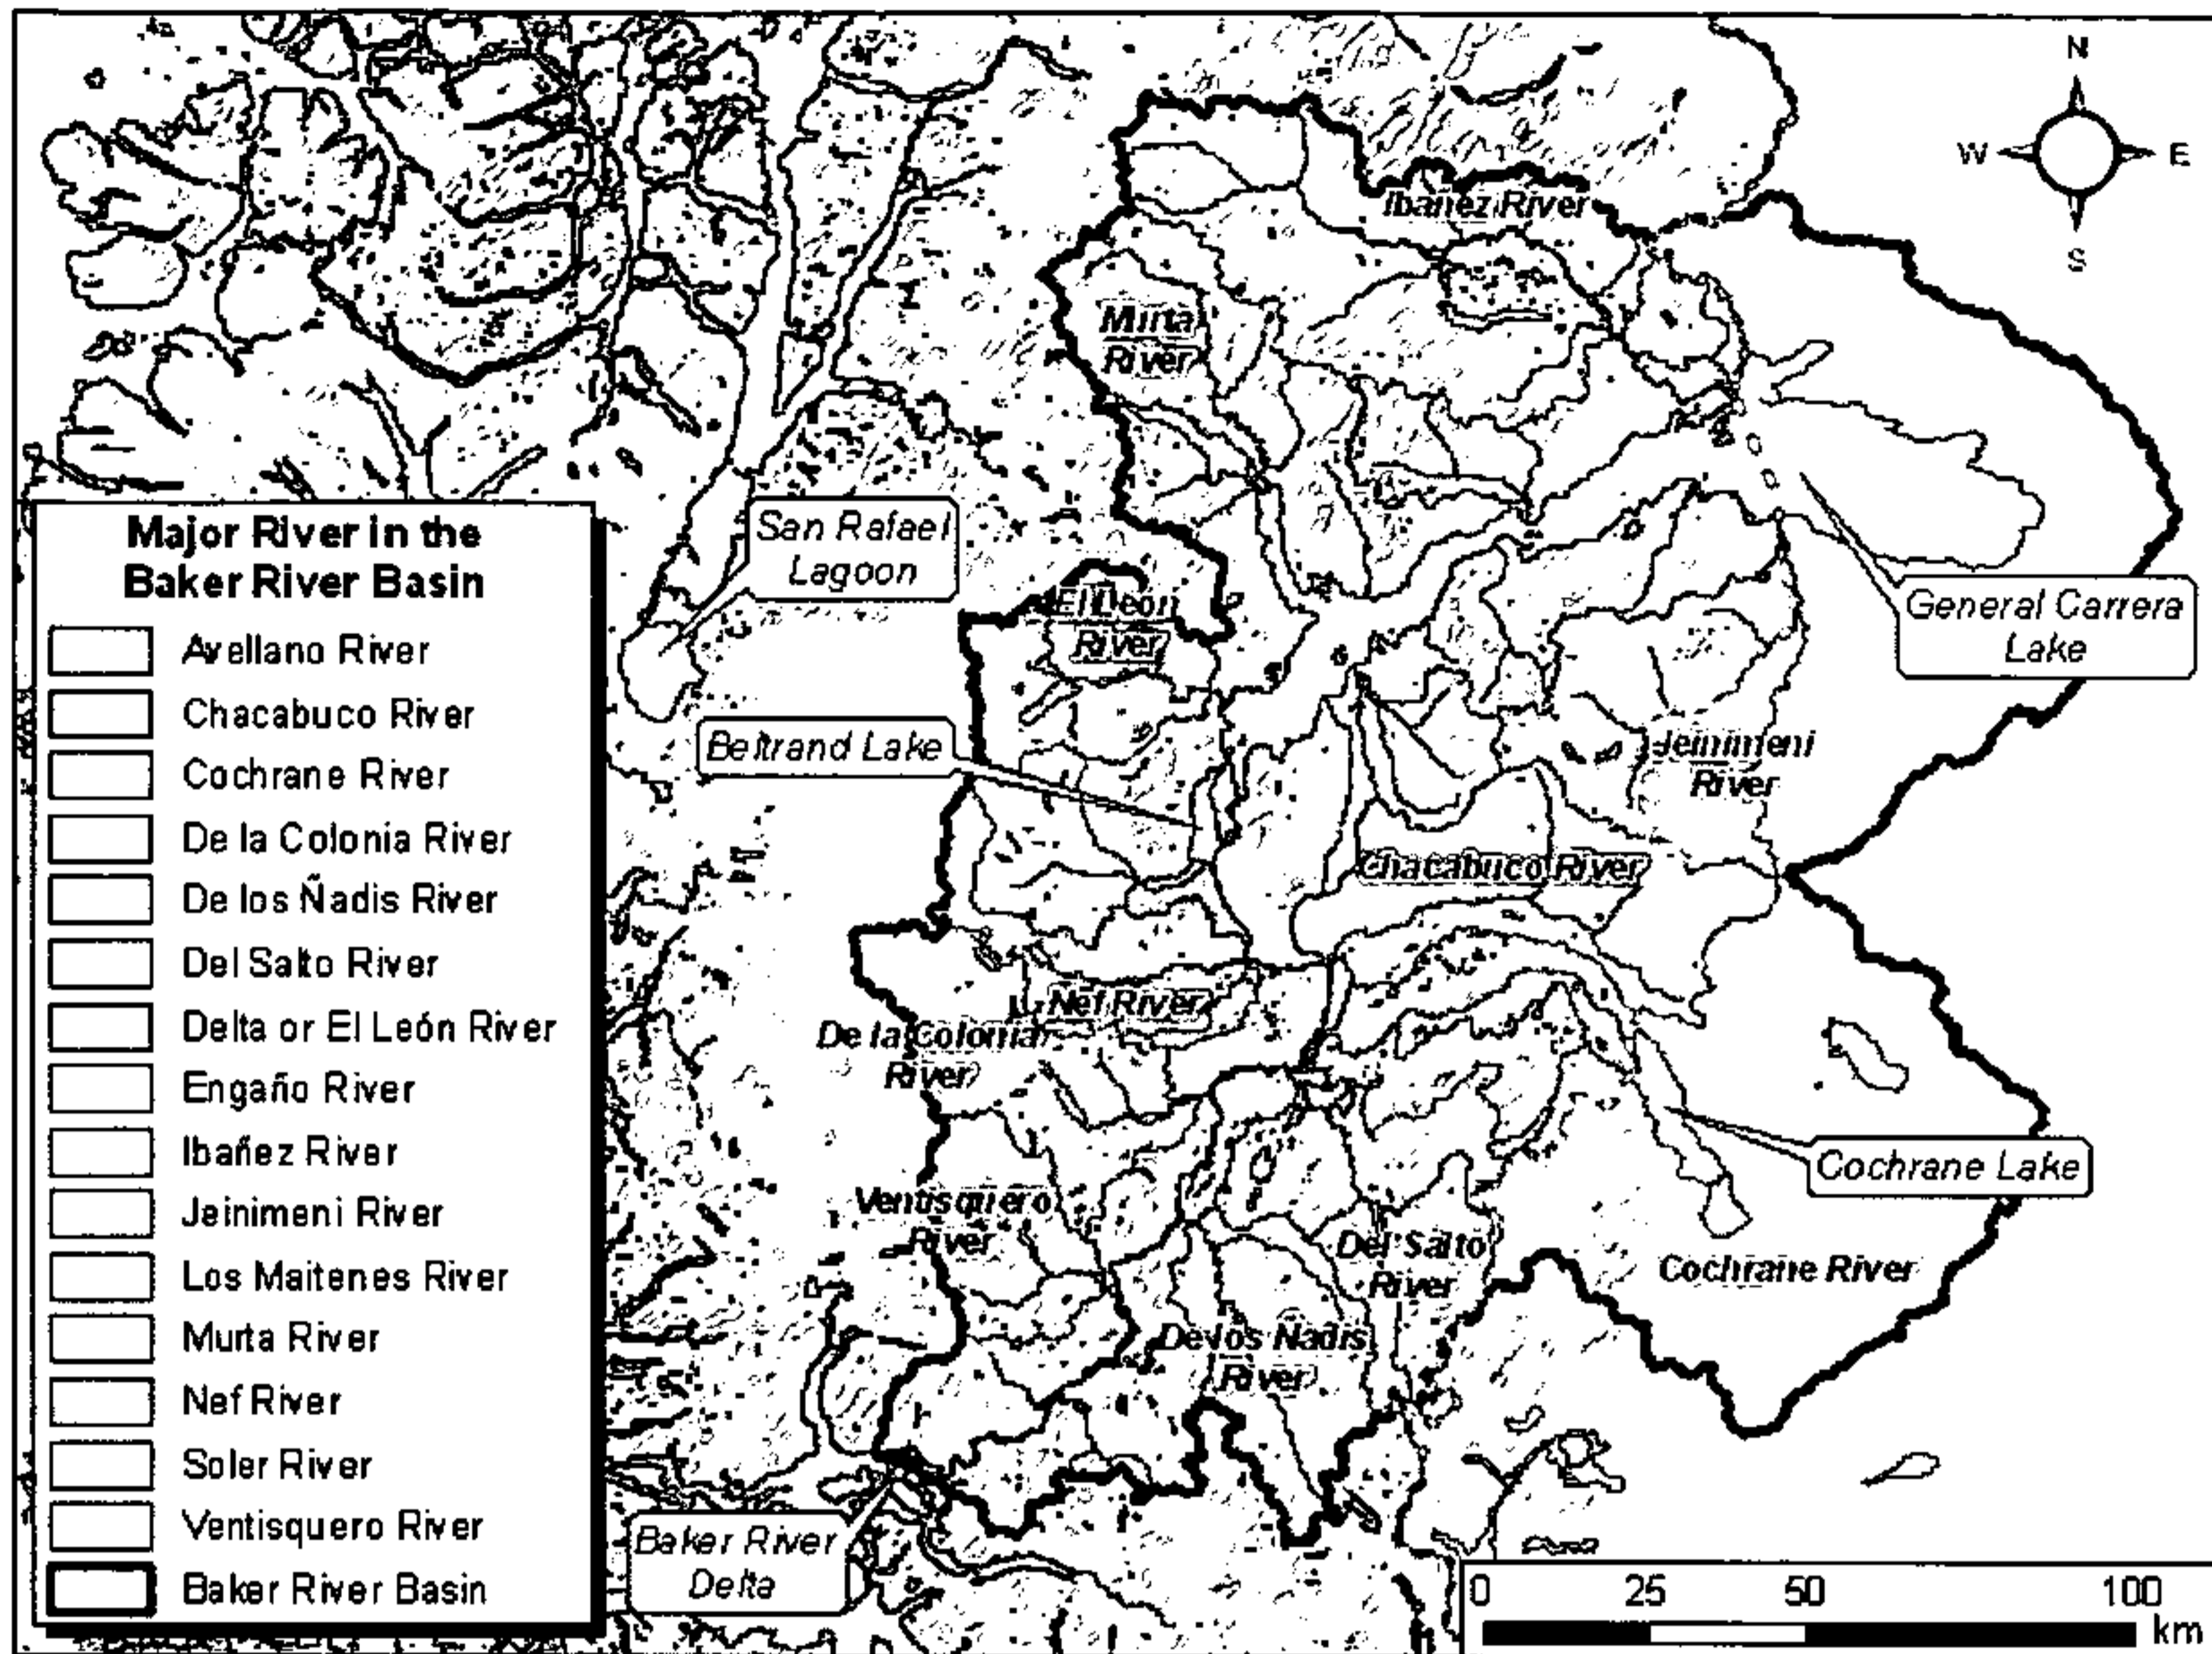 N
W E
S
Ibañez River
Murta
River
San Rafael
Lagoon
El León
River
General Carrera
Lake
Beltrand Lake
Jeinimeni
River
Chacabuco River
Nef River
De la Colonia
River
Cochrane Lake
Ventisquero
River
Del Salto
River
Cochrane River
De los Ñadis
River
Baker River
Delta
Major River in the
Baker River Basin
Avellano River
Chacabuco River
Cochrane River
De la Colonia River
De los Ñadis River
Del Salto River
Delta or El León River
Engaño River
Ibañez River
Jeinimeni River
Los Maitenes River
Murta River
Nef River
Soler River
Ventisquero River
Baker River Basin
0 25 50 100
km